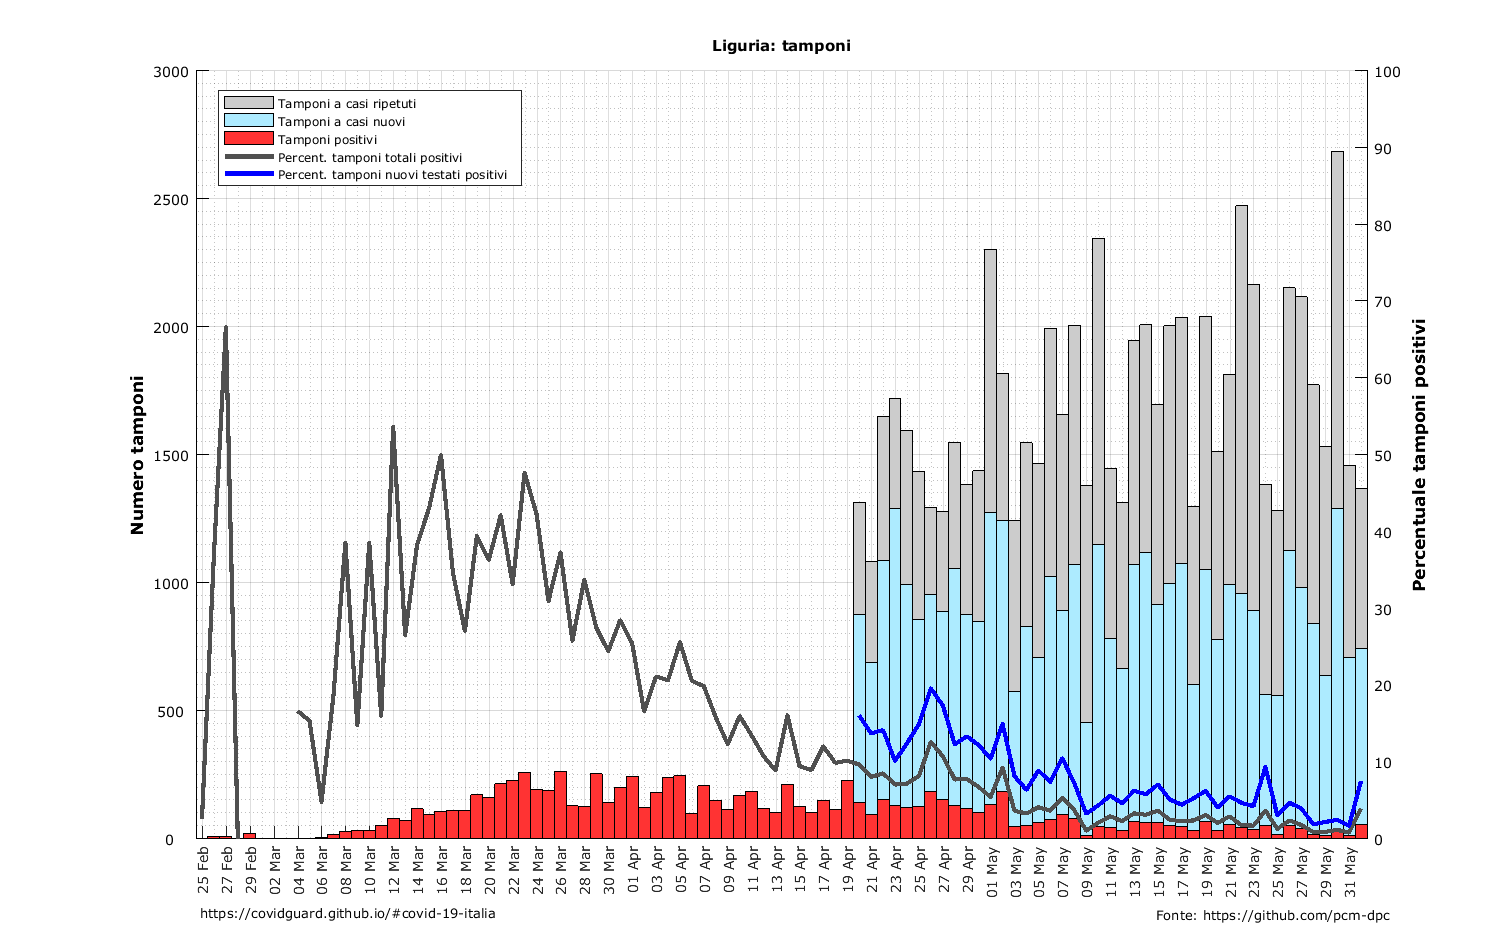 Liguria: tamponi
Tamponi a casi ripetuti
Tamponi a casi nuovi
Tamponi positivi
Percent. tamponi totali positivi
Percent. tamponi nuovi testati positivi
Numero tamponi
3000
2500
2000
1500
1000
500
0
Percentuale tamponi positivi
100
90
80
70
60
50
40
30
20
10
0
25 Feb
27 Feb
29 Feb
02 Mar
04 Mar
06 Mar
08 Mar
10 Mar
12 Mar
14 Mar
16 Mar
18 Mar
20 Mar
22 Mar
24 Mar
26 Mar
28 Mar
30 Mar
01 Apr
03 Apr
05 Apr
07 Apr
09 Apr
11 Apr
13 Apr
15 Apr
17 Apr
19 Apr
21 Apr
23 Apr
25 Apr
27 Apr
29 Apr
01 May
03 May
05 May
07 May
09 May
11 May
13 May
15 May
17 May
19 May
21 May
23 May
25 May
27 May
29 May
31 May
https://covidguard.github.io/#covid-19-italia
Fonte: https://github.com/pcm-dpc